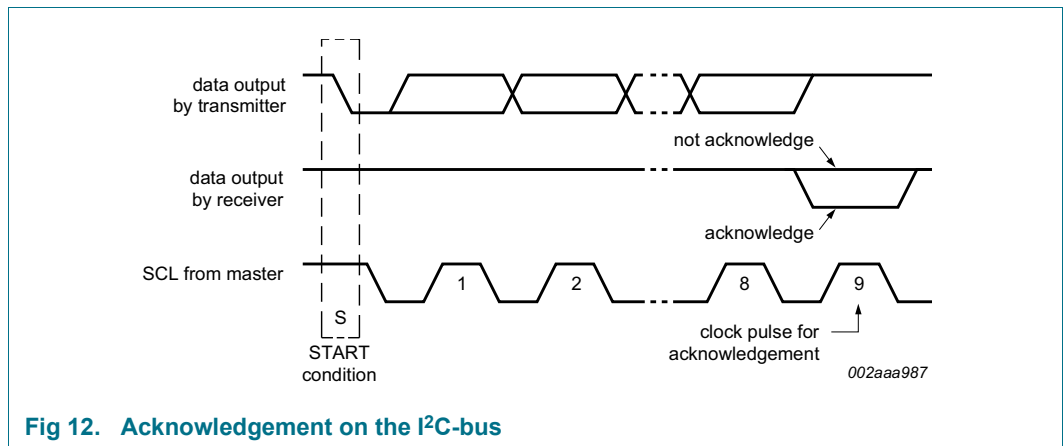 data output
by transmitter
not acknowledge
data output
by receiver
acknowledge
SCL from master
1
2
8
9
S
START
condition
clock pulse for
acknowledgement
002aaa987
Fig 12. Acknowledgement on the I²C-bus